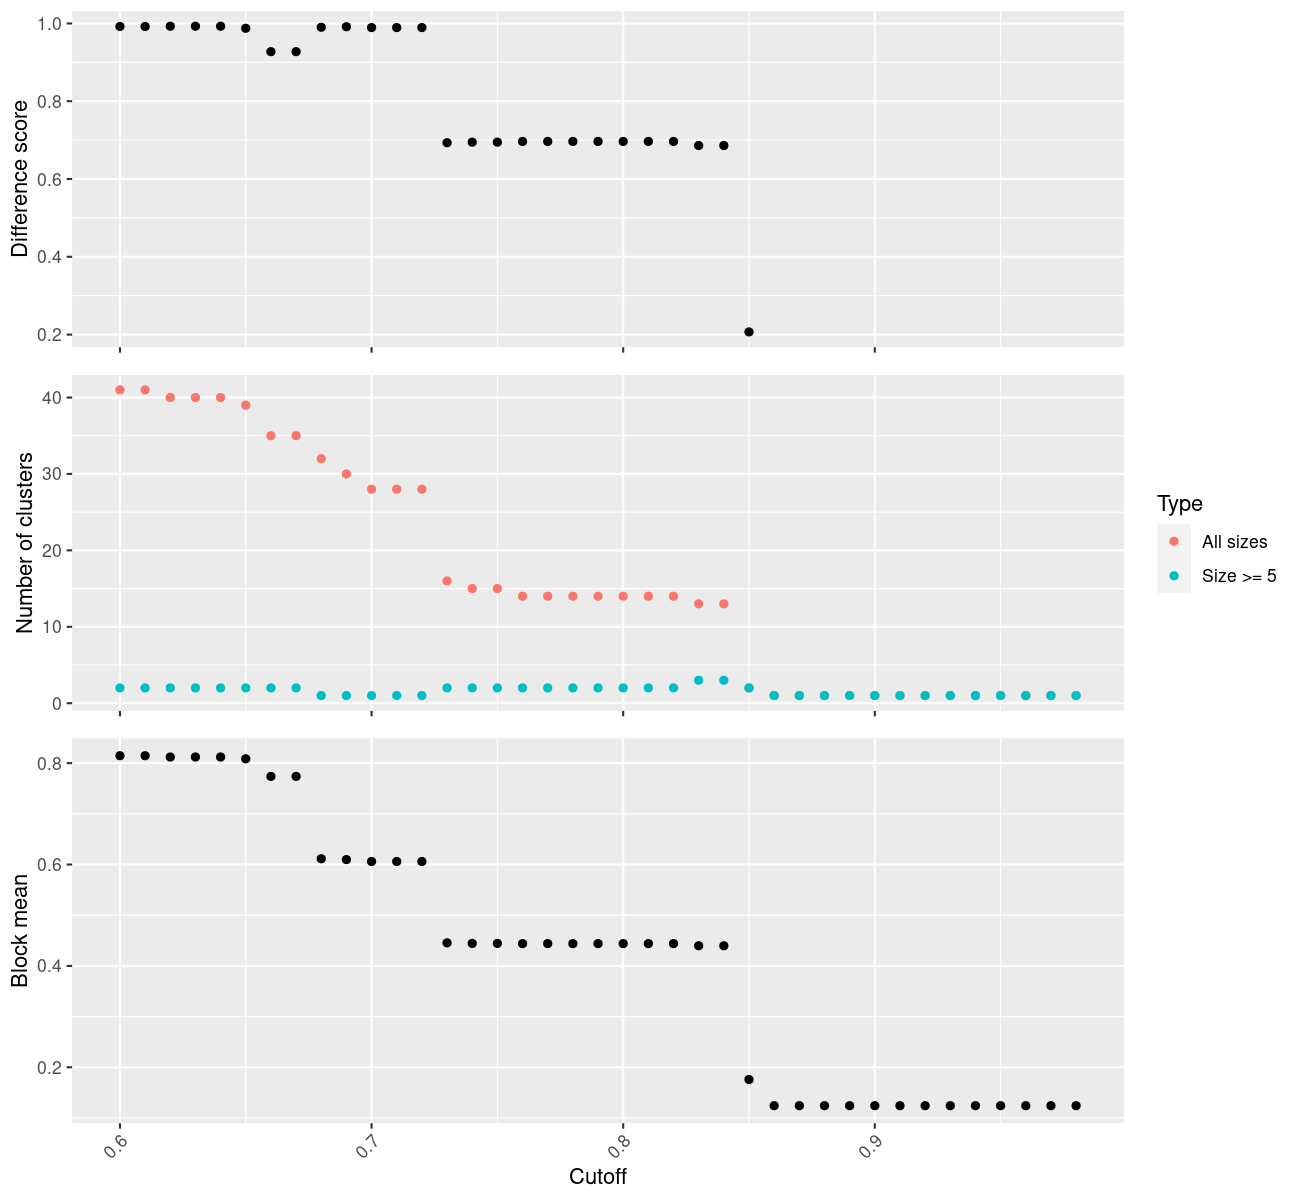 Difference score
1.0
0.8
0.6
0.4
0.2
Number of clusters
40
30
20
10
0
Type
All sizes
Size >= 5
Block mean
0.8
0.6
0.4
0.2
0.6
0.7
0.8
0.9
Cutoff